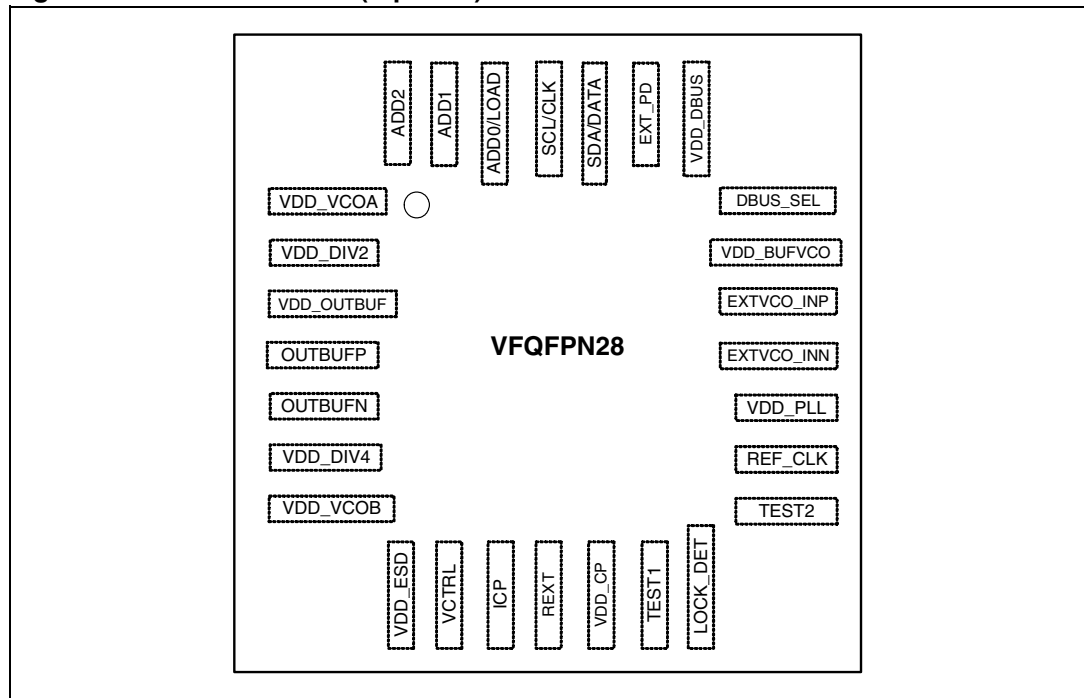 ADD2
ADD1
ADD0/LOAD
SCL/CLK
SDA/DATA
EXT_PD
VDD_DBUS
VDD_VCOA
DBUS_SEL
VDD_DIV2
VDD_BUFVCO
VDD_OUTBUF
EXTVCO_INP
VFQFPN28
OUTBUFP
EXTVCO_INN
OUTBUFN
VDD_PLL
VDD_DIV4
REF_CLK
VDD_VCOB
TEST2
VDD_ESD
VCTRL
ICP
REXT
VDD_CP
TEST1
LOCK_DET